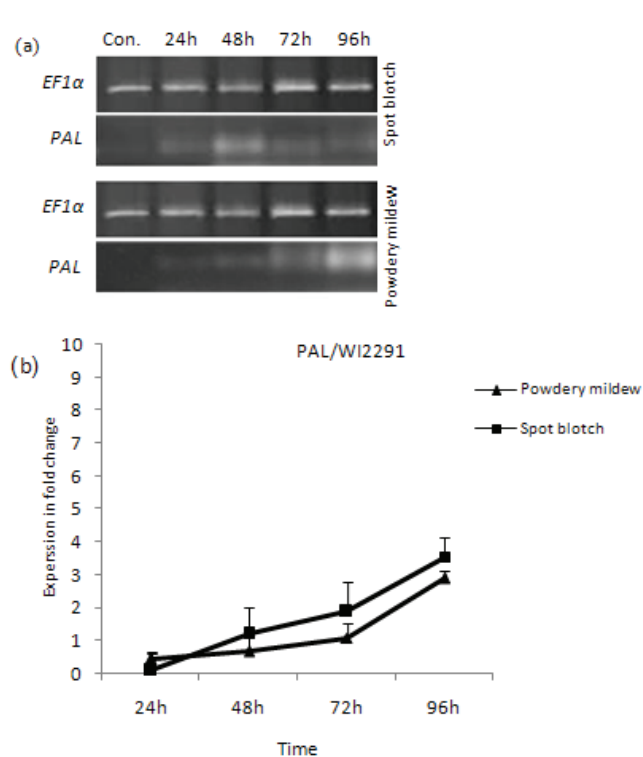 (a) Con. 24h 48h 72h 96h
EF1α
PAL
Spot blotch
EF1α
PAL
Powdery mildew
(b)
PAL/WI2291
10
9
8
7
6
5
4
3
2
1
0
Experssion in fold change
Powdery mildew
Spot blotch
24h 48h 72h 96h
Time